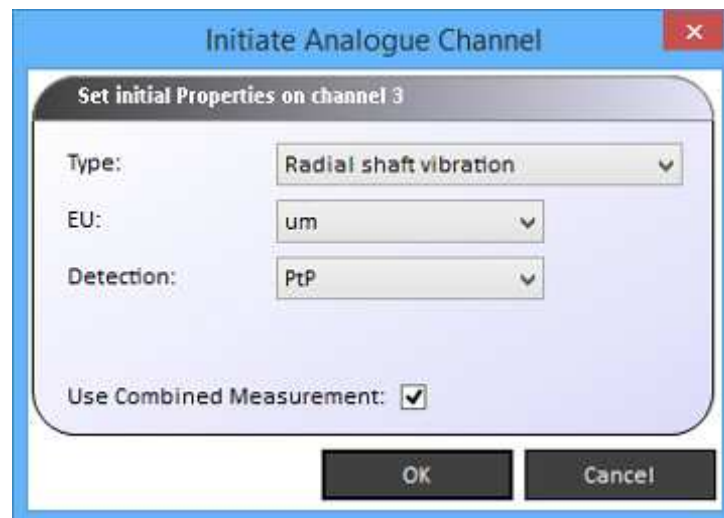 Initiate Analogue Channel
Set initial Properties on channel 3
Type: Radial shaft vibration
EU: um
Detection: PtP
Use Combined Measurement:
OK Cancel